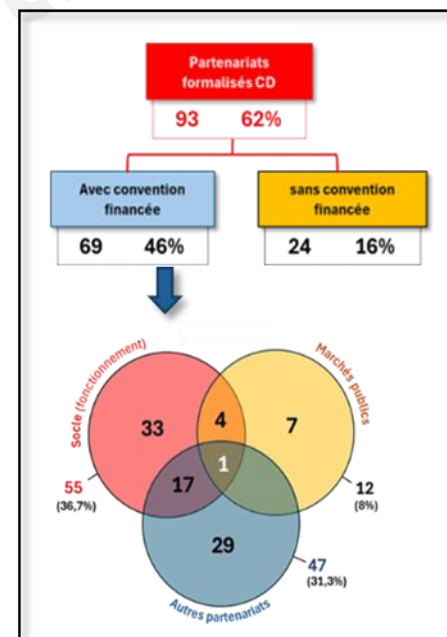 Partenariats
formalisés CD
93 62%
Avec convention
financée
69 46%
sans convention
financée
24 16%
Socle (fonctionnement)
Marchés publics
33
4
7
1
17
55
(36,7%)
12
(8%)
29
47
(31,3%)
Autres partenariats